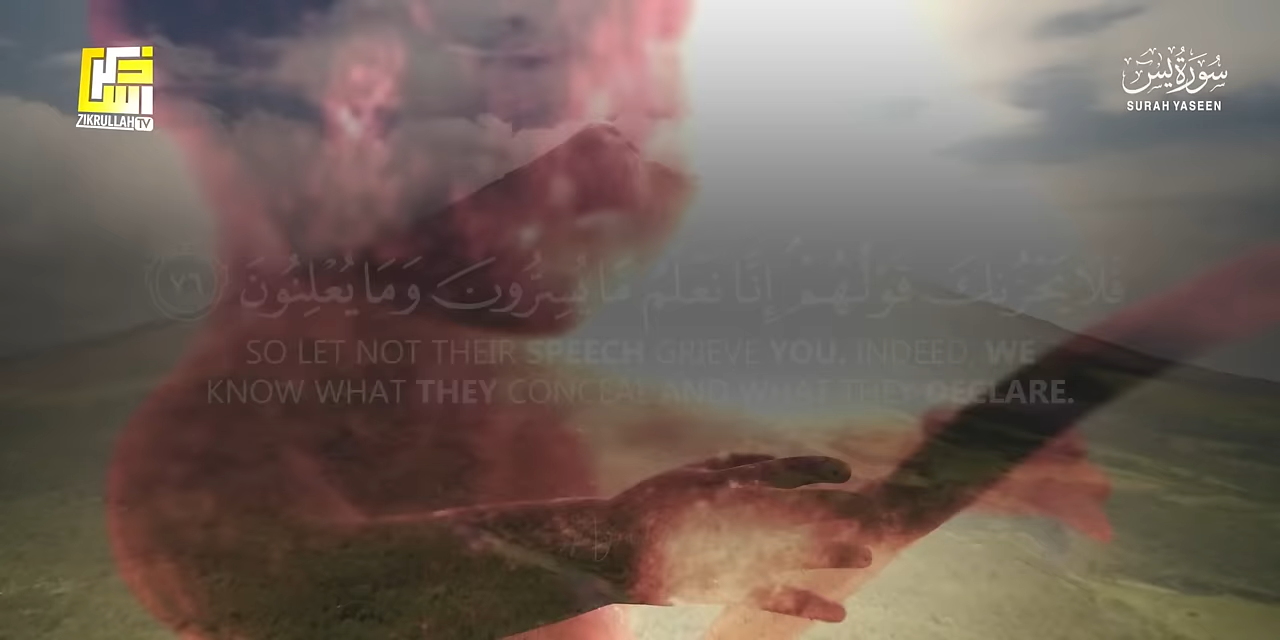 ذكر الله
ZIKRULLAH TV
سُورَةُ يٰسٓ
SURAH YASEEN
فَلَا يَحْزُنكَ قَوْلُهُمْ إِنَّا نَعْلَمُ مَا يُسِرُّونَ وَمَا يُعْلِنُونَ ٧٦
SO LET NOT THEIR SPEECH GRIEVE YOU. INDEED, WE
KNOW WHAT THEY CONCEAL AND WHAT THEY DECLARE.